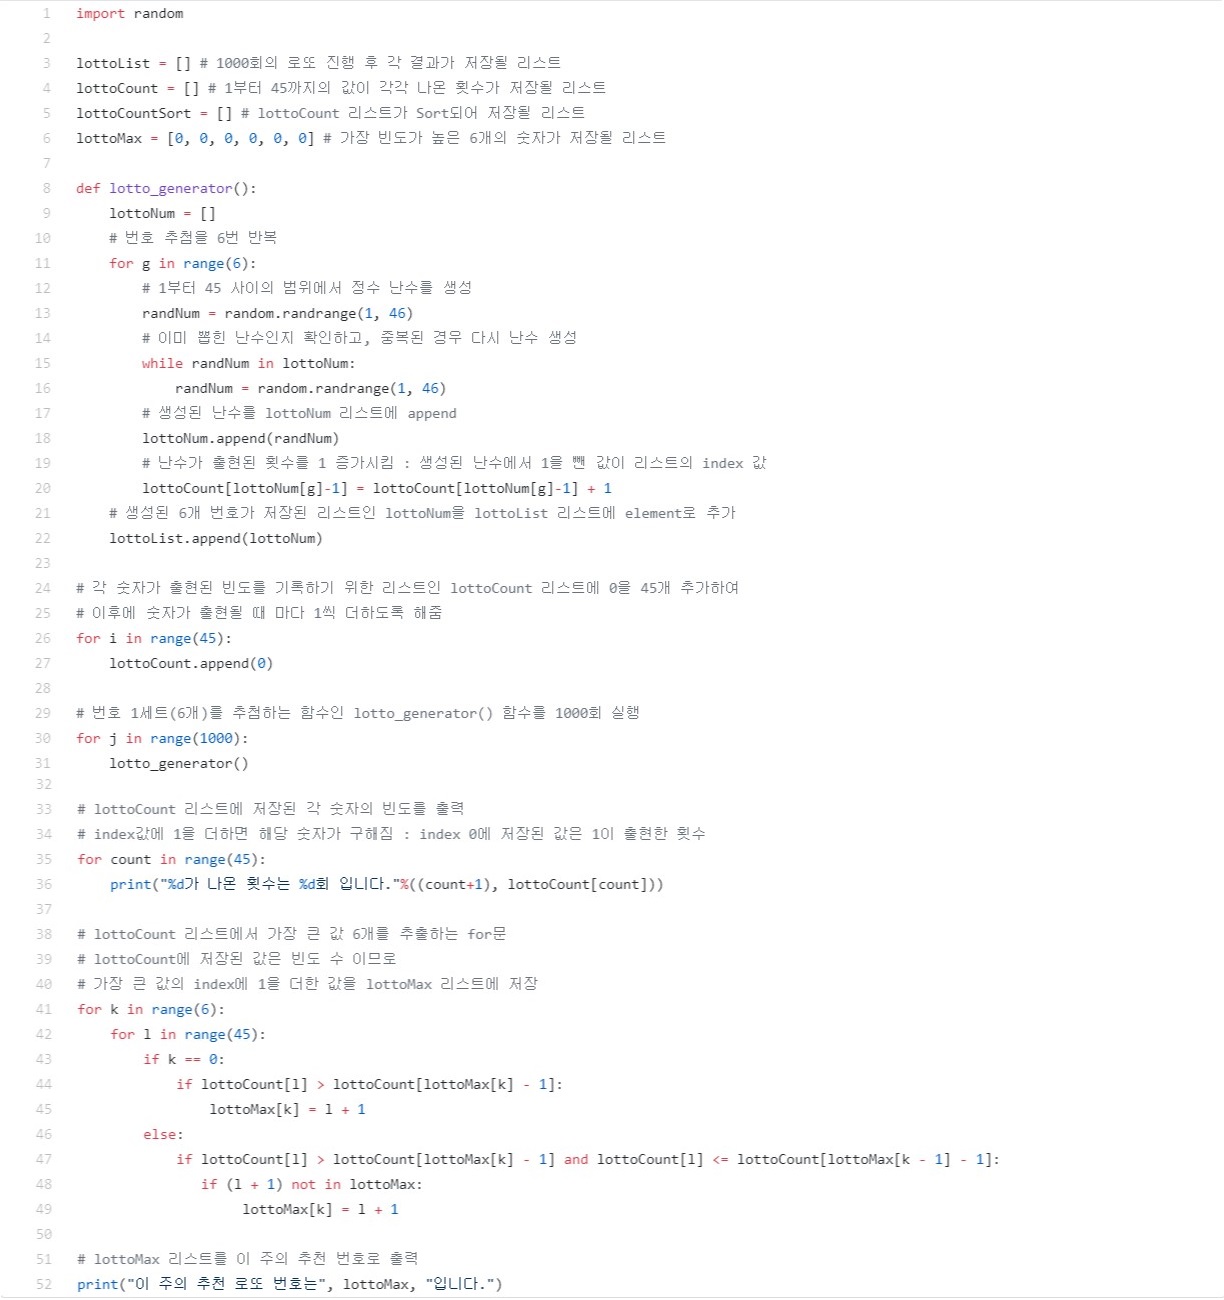 1 import random
2
3 lottoList = [] # 1000회의 로또 진행 후 각 결과가 저장될 리스트
4 lottoCount = [] # 1부터 45까지의 값이 각각 나온 횟수가 저장될 리스트
5 lottoCountSort = [] # lottoCount 리스트가 Sort되어 저장될 리스트
6 lottoMax = [0, 0, 0, 0, 0, 0] # 가장 빈도가 높은 6개의 숫자가 저장될 리스트
7
8 def lotto_generator():
9     lottoNum = []
10     # 번호 추첨을 6번 반복
11     for g in range(6):
12         # 1부터 45 사이의 범위에서 정수 난수를 생성
13         randNum = random.randrange(1, 46)
14         # 이미 뽑힌 난수인지 확인하고, 중복된 경우 다시 난수 생성
15         while randNum in lottoNum:
16             randNum = random.randrange(1, 46)
17         # 생성된 난수를 lottoNum 리스트에 append
18         lottoNum.append(randNum)
19         # 난수가 출현된 횟수를 1 증가시킴 : 생성된 난수에서 1을 뺀 값이 리스트의 index 값
20         lottoCount[lottoNum[g]-1] = lottoCount[lottoNum[g]-1] + 1
21     # 생성된 6개 번호가 저장된 리스트인 lottoNum을 lottoList 리스트에 element로 추가
22     lottoList.append(lottoNum)
23
24 # 각 숫자가 출현된 빈도를 기록하기 위한 리스트인 lottoCount 리스트에 0을 45개 추가하여
25 # 이후에 숫자가 출현될 때 마다 1씩 더하도록 해줌
26 for i in range(45):
27     lottoCount.append(0)
28
29 # 번호 1세트(6개)를 추첨하는 함수인 lotto_generator() 함수를 1000회 실행
30 for j in range(1000):
31     lotto_generator()
32
33 # lottoCount 리스트에 저장된 각 숫자의 빈도를 출력
34 # index값에 1을 더하면 해당 숫자가 구해짐 : index 0에 저장된 값은 1이 출현한 횟수
35 for count in range(45):
36     print("%d가 나온 횟수는 %d회 입니다."%((count+1), lottoCount[count]))
37
38 # lottoCount 리스트에서 가장 큰 값 6개를 추출하는 for문
39 # lottoCount에 저장된 값은 빈도 수 이므로
40 # 가장 큰 값의 index에 1을 더한 값을 lottoMax 리스트에 저장
41 for k in range(6):
42     for l in range(45):
43         if k == 0:
44             if lottoCount[l] > lottoCount[lottoMax[k] - 1]:
45                 lottoMax[k] = l + 1
46         else:
47             if lottoCount[l] > lottoCount[lottoMax[k] - 1] and lottoCount[l] <= lottoCount[lottoMax[k - 1] - 1]:
48                if (l + 1) not in lottoMax:
49                     lottoMax[k] = l + 1
50
51 # lottoMax 리스트를 이 주의 추천 번호로 출력
52 print("이 주의 추천 로또 번호는", lottoMax, "입니다.")